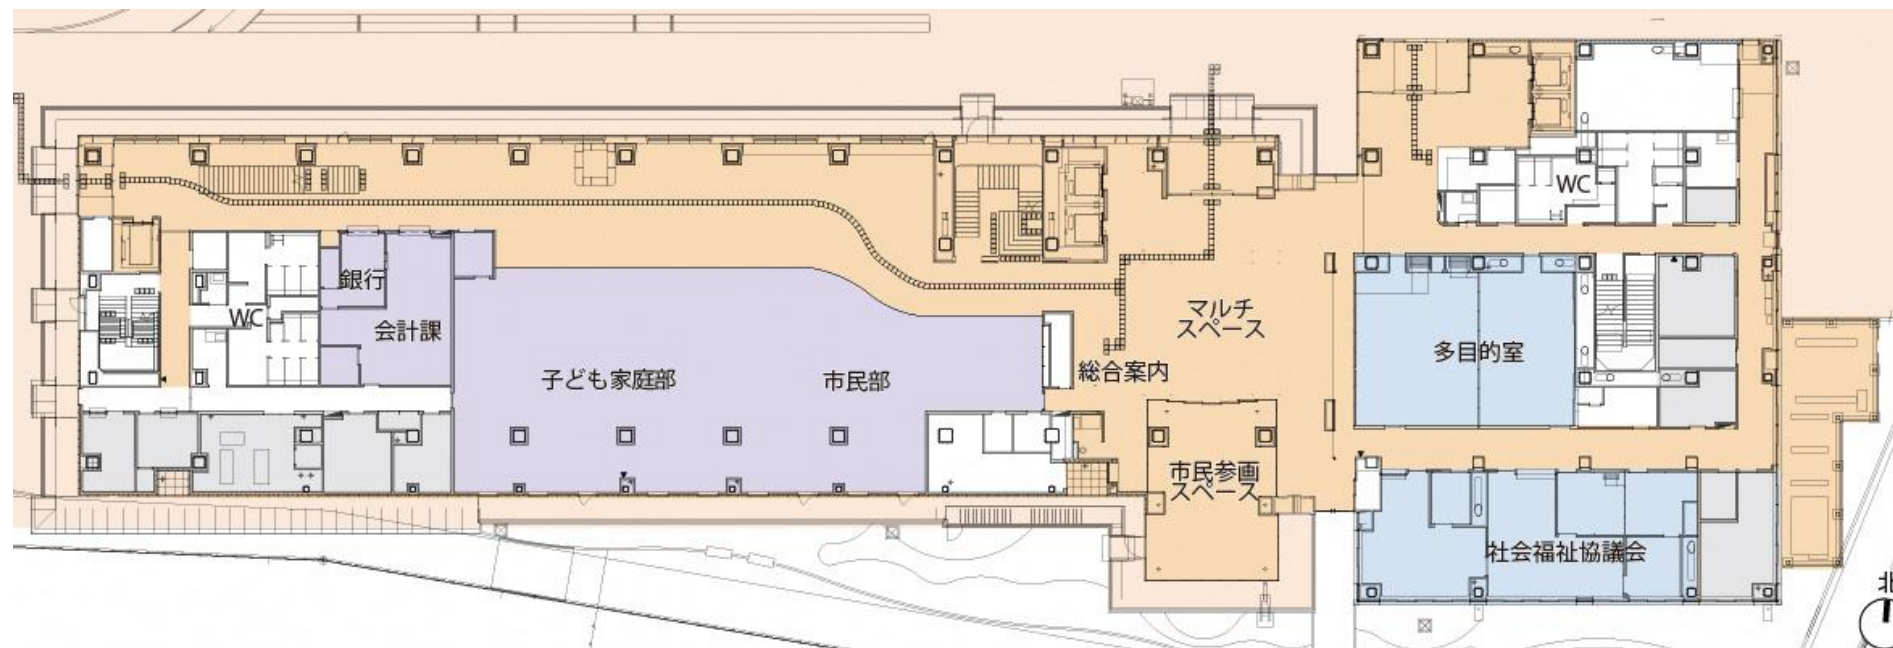 WC
銀行
WC
会計課
マルチ
スペース
多目的室
子ども家庭部
市民部
総合案内
市民参画
スペース
社会福祉協議会
北